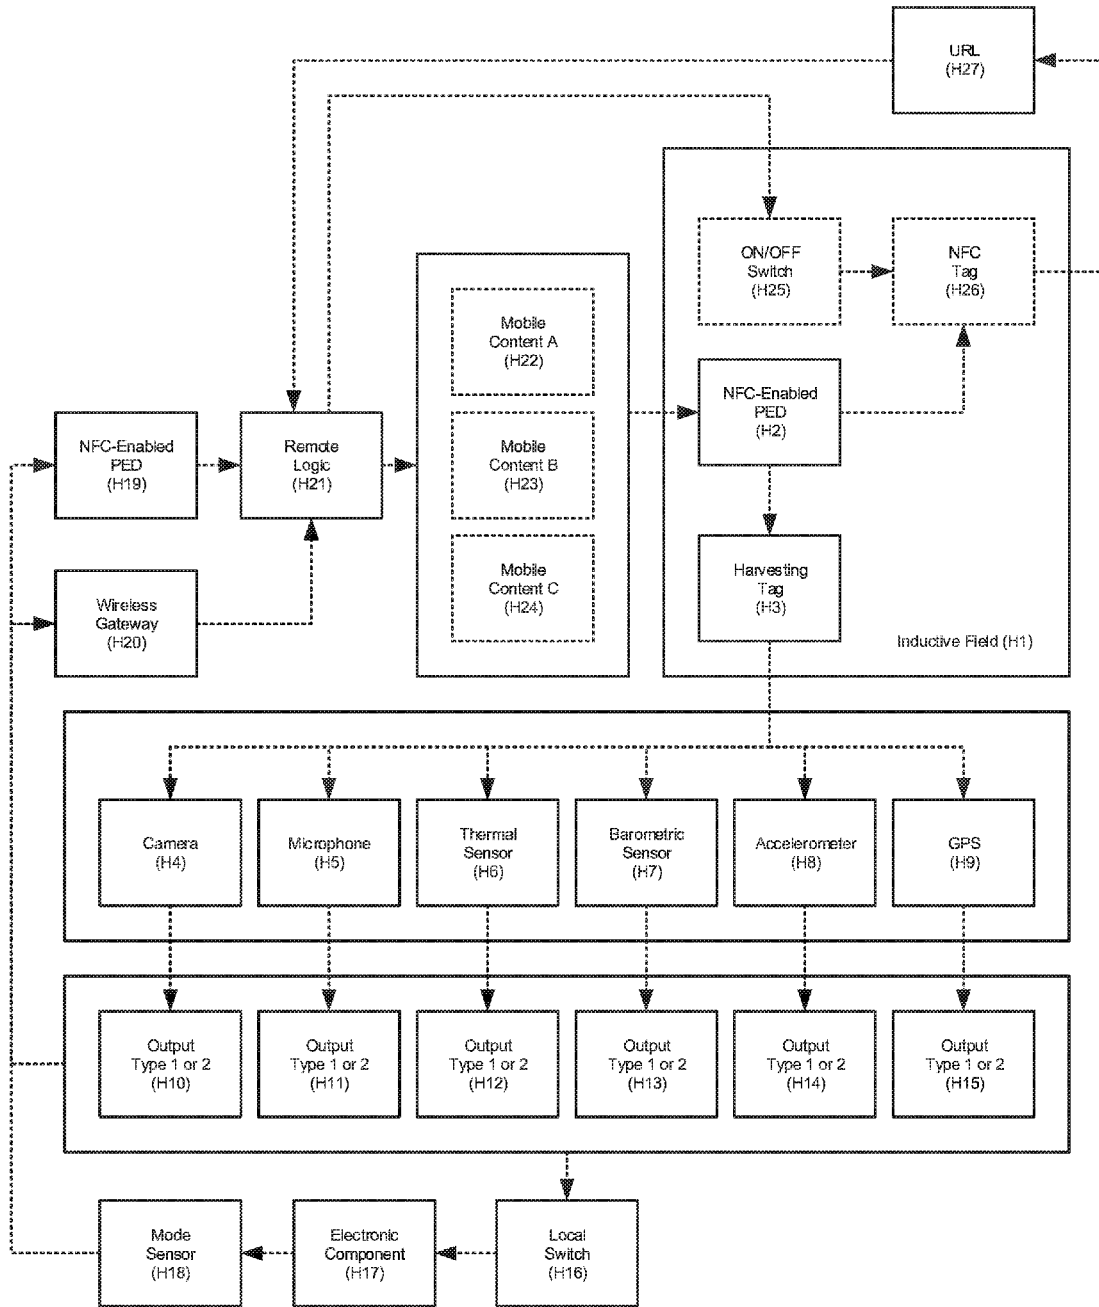 URL
(H27)
ON/OFF
Switch
(H25)
NFC
Tag
(H26)
Mobile
Content A
(H22)
NFC-Enabled
PED
(H2)
NFC-Enabled
PED
(H19)
Remote
Logic
(H21)
Mobile
Content B
(H23)
Mobile
Content C
(H24)
Harvesting
Tag
(H3)
Wireless
Gateway
(H20)
Inductive Field (H1)
Camera
(H4)
Microphone
(H5)
Thermal
Sensor
(H6)
Barometric
Sensor
(H7)
Accelerometer
(H8)
GPS
(H9)
Output
Type 1 or 2
(H10)
Output
Type 1 or 2
(H11)
Output
Type 1 or 2
(H12)
Output
Type 1 or 2
(H13)
Output
Type 1 or 2
(H14)
Output
Type 1 or 2
(H15)
Mode
Sensor
(H18)
Electronic
Component
(H17)
Local
Switch
(H16)